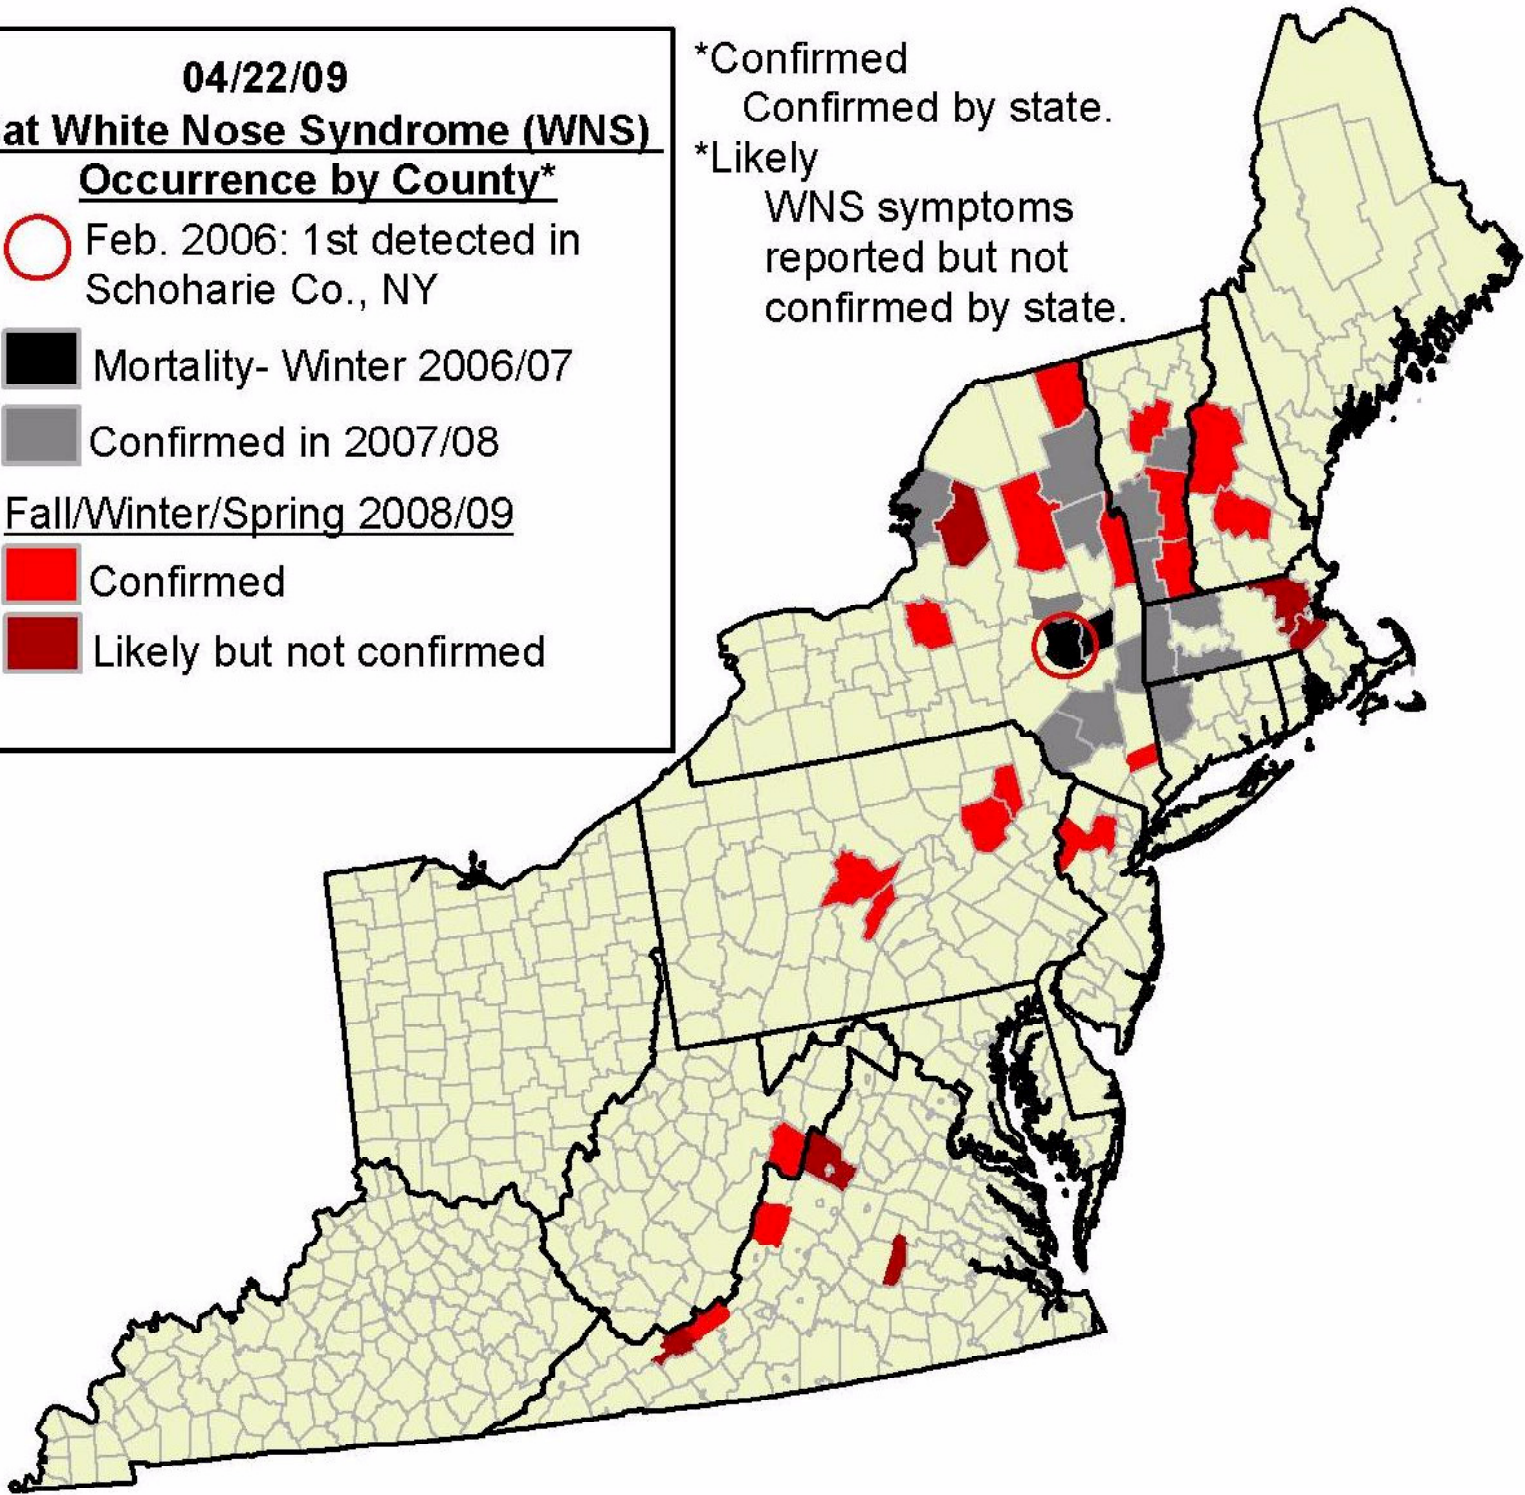 04/22/09
at White Nose Syndrome (WNS)
Occurrence by County*
Feb. 2006: 1st detected in
Schoharie Co., NY
Mortality- Winter 2006/07
Confirmed in 2007/08
Fall/Winter/Spring 2008/09
Confirmed
Likely but not confirmed
*Confirmed
Confirmed by state.
*Likely
WNS symptoms
reported but not
confirmed by state.